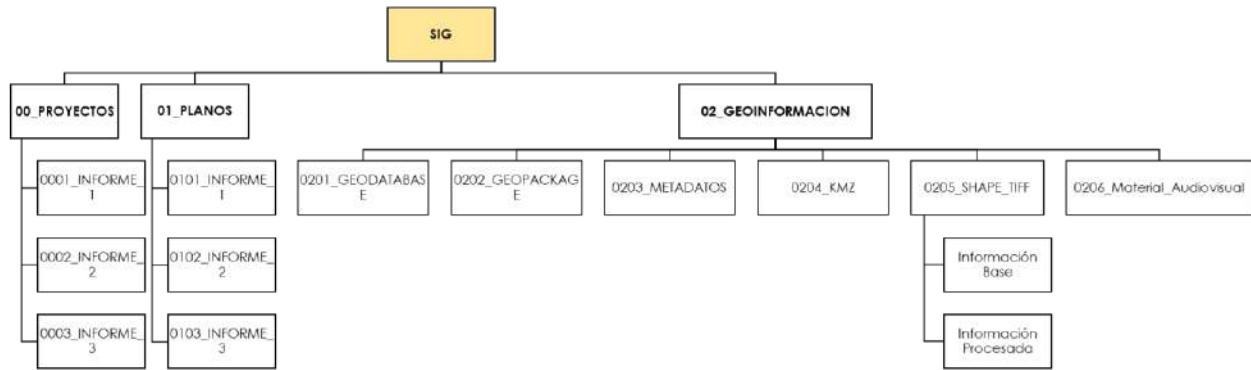 SIG
00_PROYECTOS
01_PLANOS
02_GEOINFORMACION
0001_INFORME_
1
0101_INFORME_
1
0201_GEODATABAS
E
0202_GEOPACKAG
E
0203_METADATOS
0204_KMZ
0205_SHAPE_TIFF
0206_Material_Audiovisual
0002_INFORME_
2
0102_INFORME_
2
Información
Base
0003_INFORME_
3
0103_INFORME_
3
Información
Procesada